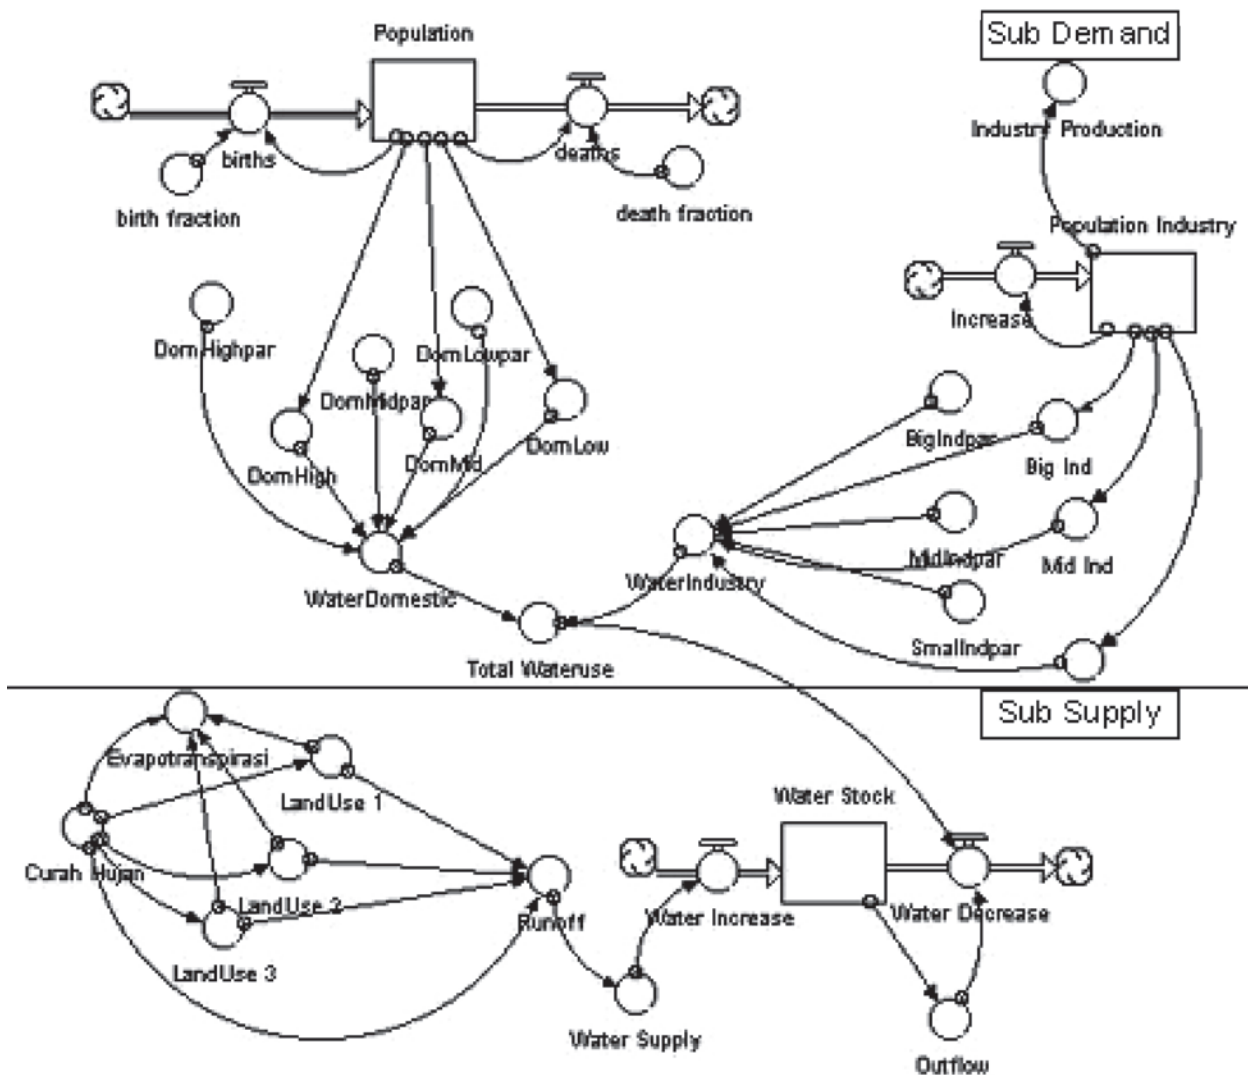 Population
Sub Demand
Industry Production
births
deaths
birth fraction
death fraction
Population Industry
Increase
DomHighpar
DomLowpar
DomMidpar
BigIndpar
Big Ind
DomHigh
DomMid
DomLow
MidIndpar
Mid Ind
WaterDomestic
WaterIndustry
SmalIndpar
Total Wateruse
Sub Supply
Evapotranspirasi
LandUse 1
Water Stock
Curah Hujan
LandUse 2
Runoff
Water Increase
Water Decrease
LandUse 3
Water Supply
Outflow